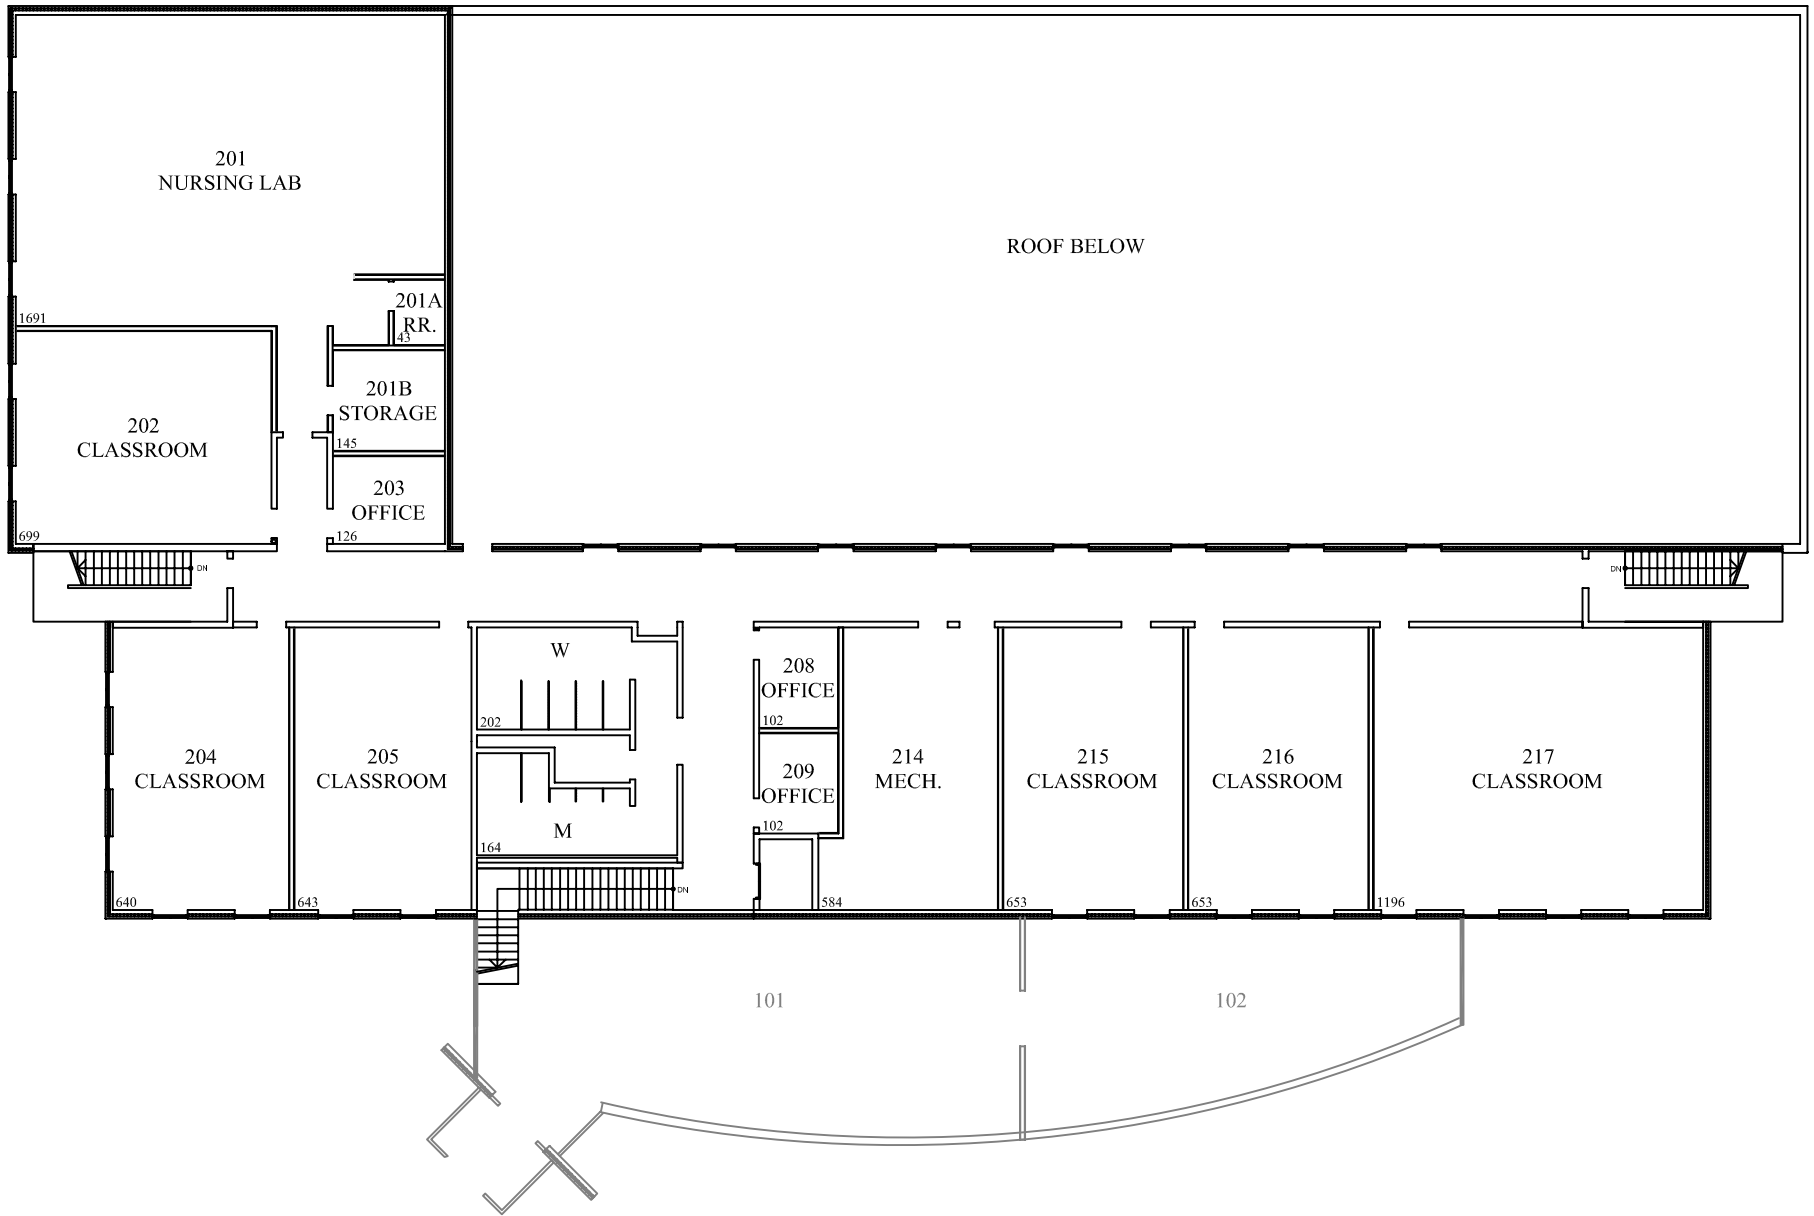 201
NURSING LAB
ROOF BELOW
201A
RR.
43
1691
201B
STORAGE
145
202
CLASSROOM
699
203
OFFICE
126
DN
DN
W
202
208
OFFICE
102
204
CLASSROOM
640
205
CLASSROOM
643
209
OFFICE
102
214
MECH.
584
215
CLASSROOM
653
216
CLASSROOM
653
217
CLASSROOM
1196
M
164
DN
101
102